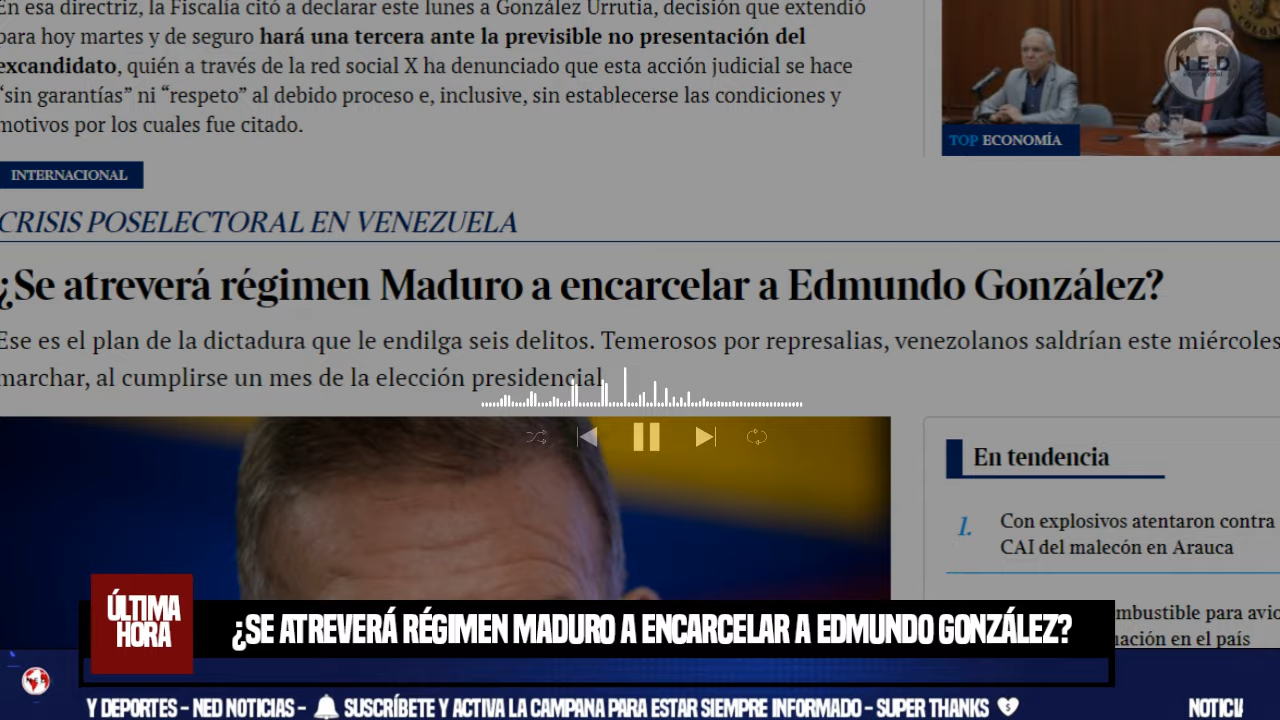 En esa directriz, la Fiscalía citó a declarar este lunes a González Urrutia, decisión que extendió
para hoy martes y de seguro hará una tercera ante la previsible no presentación del
excandidato, quién a través de la red social X ha denunciado que esta acción judicial se hace
“sin garantías” ni “respeto” al debido proceso e, inclusive, sin establecerse las condiciones y
motivos por los cuales fue citado.
NED
TOP ECONOMÍA
INTERNACIONAL
CRISIS POSELECTORAL EN VENEZUELA
¿Se atreverá régimen Maduro a encarcelar a Edmundo González?
Ese es el plan de la dictadura que le endilga seis delitos. Temerosos por represalias, venezolanos saldrían este miércoles
marchar, al cumplirse un mes de la elección presidencial.
En tendencia
1. Con explosivos atentaron contra
CAI del malecón en Arauca
mbustible para avio
uación en el país
ÚLTIMA
HORA
¿SE ATREVERÁ RÉGIMEN MADURO A ENCARCELAR A EDMUNDO GONZÁLEZ?
Y DEPORTES - NED NOTICIAS - SUSCRÍBETE Y ACTIVA LA CAMPANA PARA ESTAR SIEMPRE INFORMADO - SUPER THANKS NOTICI